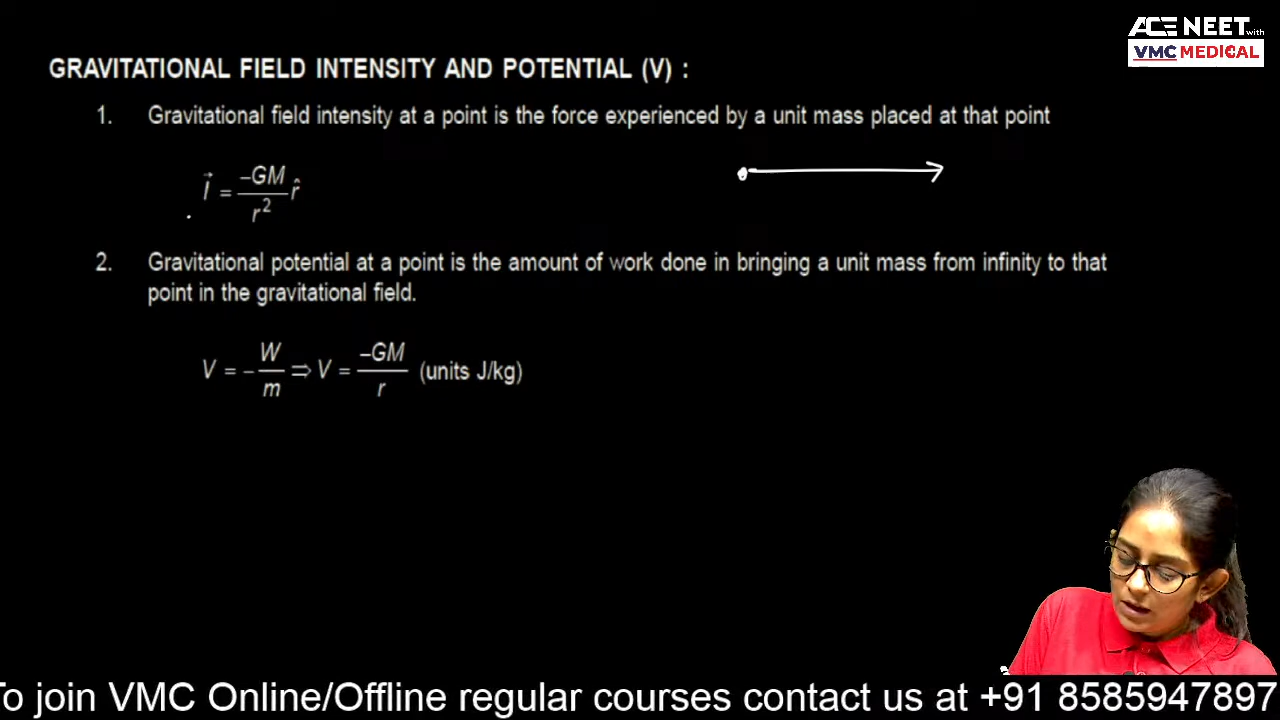 ACE NEET with
VMC MEDICAL
GRAVITATIONAL FIELD INTENSITY AND POTENTIAL (V) :
1. Gravitational field intensity at a point is the force experienced by a unit mass placed at that point
I⃗ = –GM/r² r̂
2. Gravitational potential at a point is the amount of work done in bringing a unit mass from infinity to that
point in the gravitational field.
V = – W/m ⇒ V = –GM/r (units J/kg)
To join VMC Online/Offline regular courses contact us at +91 8585947897